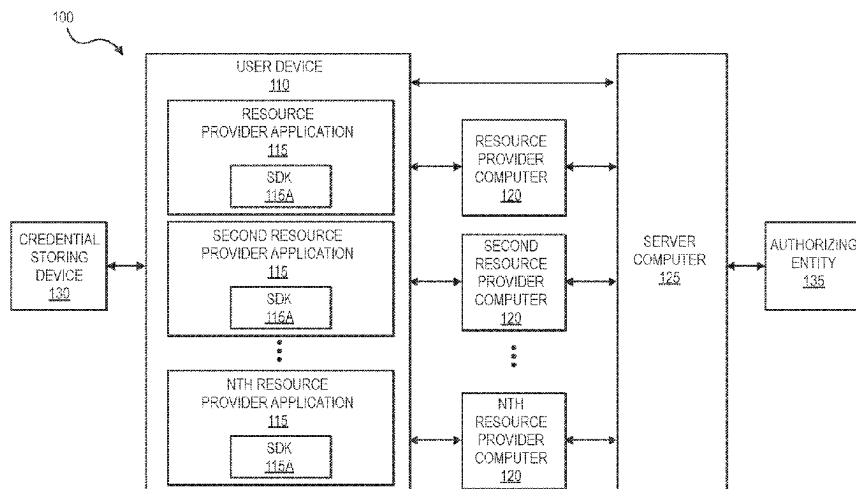 100
USER DEVICE
110
RESOURCE
PROVIDER APPLICATION
115
SDK
115A
SECOND RESOURCE
PROVIDER APPLICATION
115
SDK
115A
NTH RESOURCE
PROVIDER APPLICATION
115
SDK
115A
CREDENTIAL
STORING
DEVICE
130
RESOURCE
PROVIDER
COMPUTER
120
SECOND
RESOURCE
PROVIDER
COMPUTER
120
NTH
RESOURCE
PROVIDER
COMPUTER
120
SERVER
COMPUTER
125
AUTHORIZING
ENTITY
135